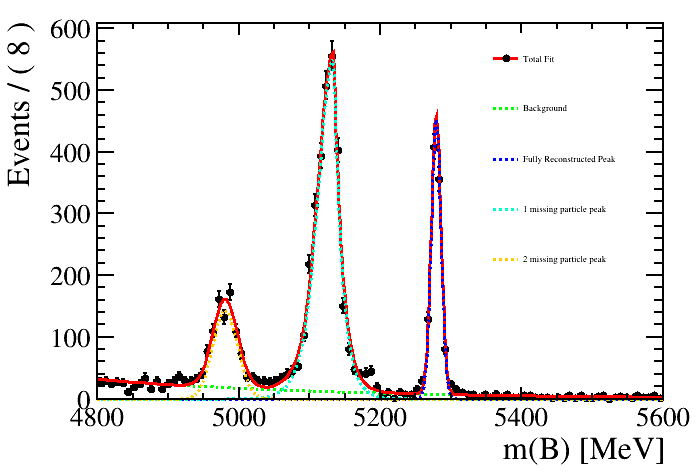 Events / ( 8 )
600
500
400
300
200
100
0
Total Fit
Background
Fully Reconstructed Peak
1 missing particle peak
2 missing particle peak
4800 5000 5200 5400 5600
m(B) [MeV]